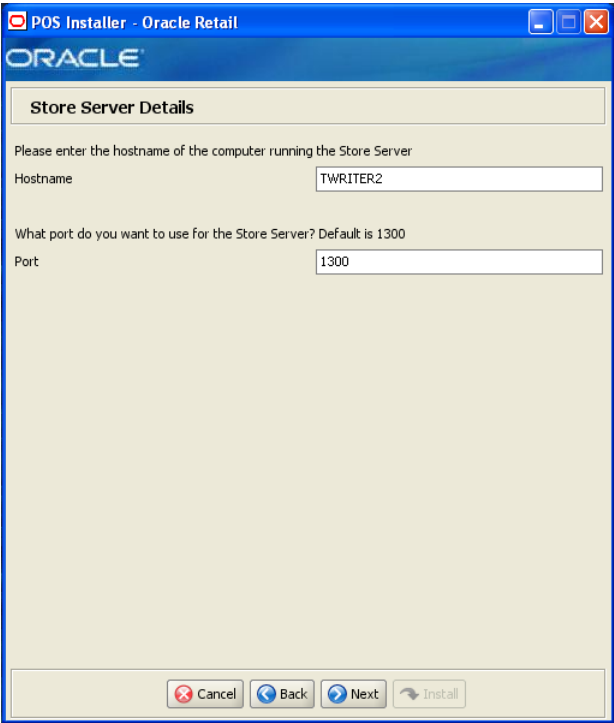 POS Installer - Oracle Retail
ORACLE
Store Server Details
Please enter the hostname of the computer running the Store Server
Hostname TWRITER2
What port do you want to use for the Store Server? Default is 1300
Port 1300
Cancel Back Next Install